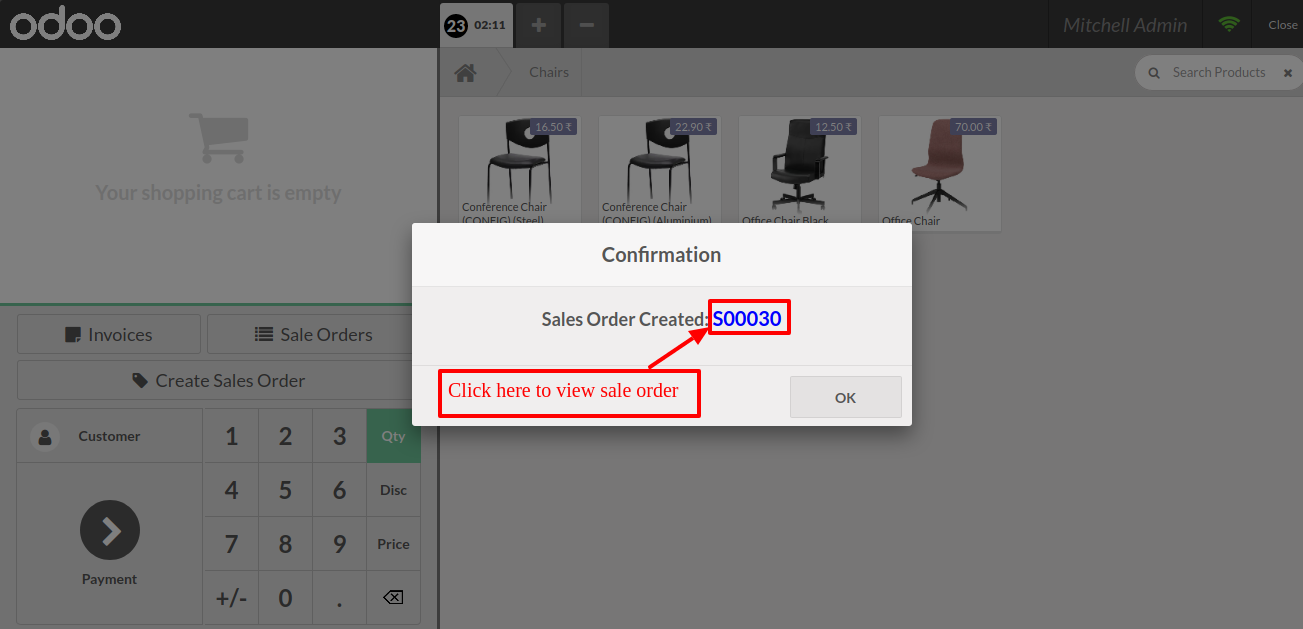 odoo
23 02:11
+
−
Mitchell Admin
Close
Chairs
Search Products
Your shopping cart is empty
16.50 ₹
22.90 ₹
12.50 ₹
70.00 ₹
Conference Chair
(CONFIG) (Steel)
Conference Chair
(CONFIG) (Aluminium)
Office Chair Black
Office Chair
Confirmation
Sales Order Created: S00030
Click here to view sale order
OK
Invoices
Sale Orders
Create Sales Order
Customer
1 2 3 Qty
4 5 6 Disc
7 8 9 Price
+/- 0 .
Payment